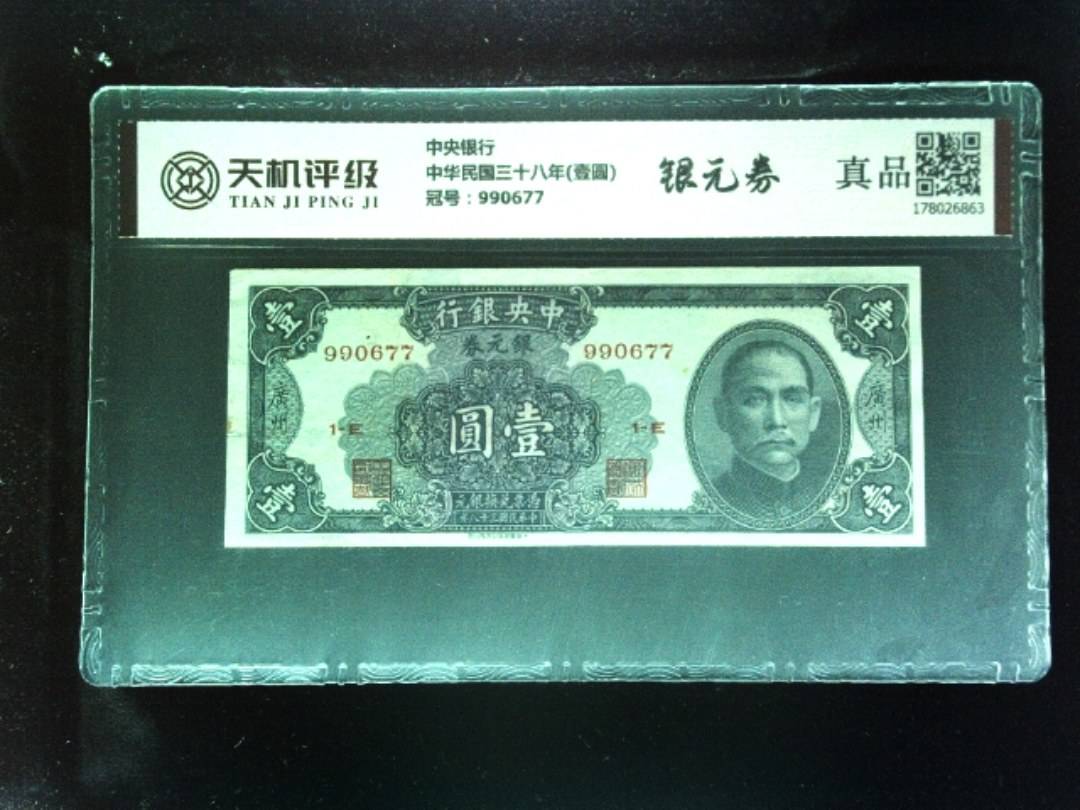 天机评级
TIAN JI PING JI
中央银行
中华民国三十八年(壹圆)
冠号：990677
银元券
真品
178026863
壹
行銀央中
壹
990677
券元銀
990677
廣州
圓壹
廣州
1-E
1-E
壹
壹